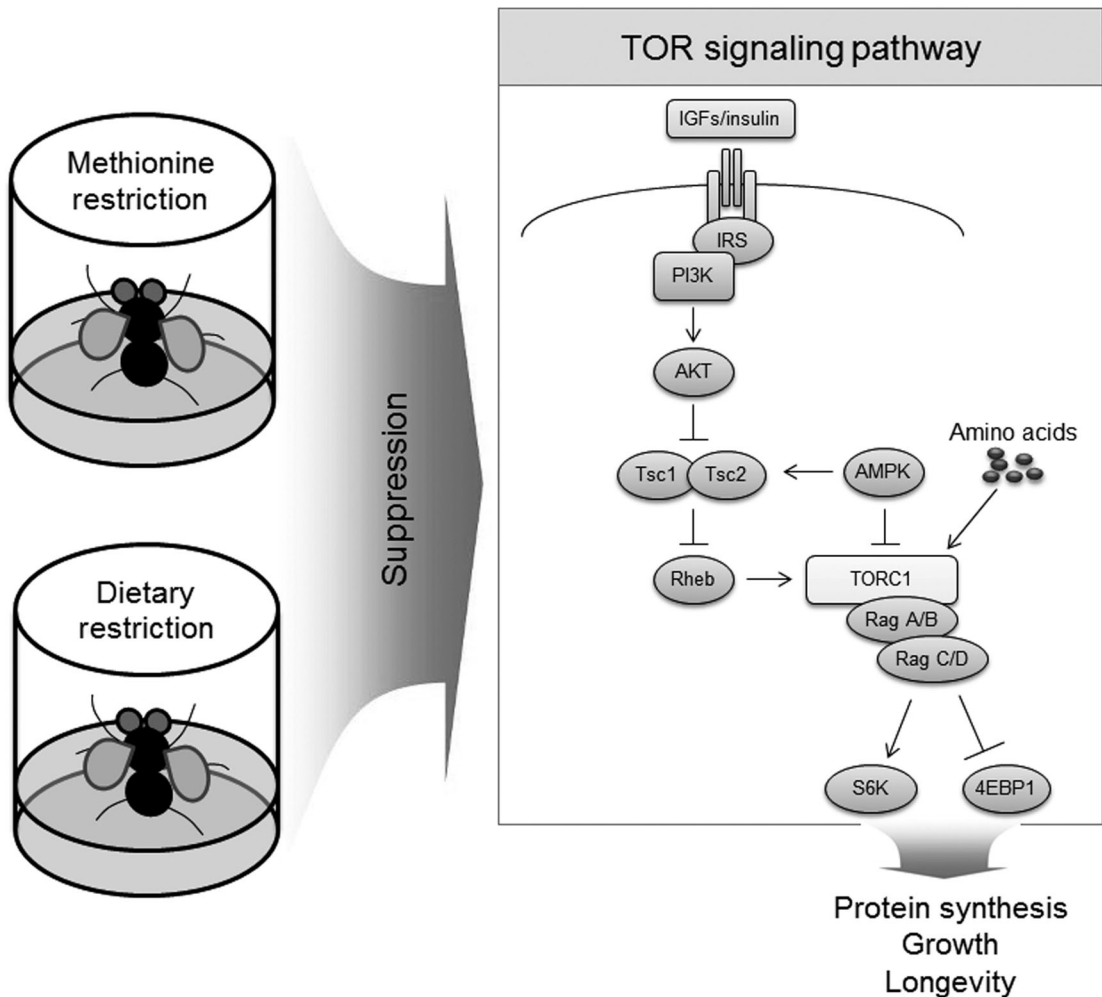 Methionine
restriction
Dietary
restriction
Suppression
TOR signaling pathway
IGFs/insulin
IRS
PI3K
AKT
Tsc1
Tsc2
AMPK
Amino acids
Rheb
TORC1
Rag A/B
Rag C/D
S6K
4EBP1
Protein synthesis
Growth
Longevity